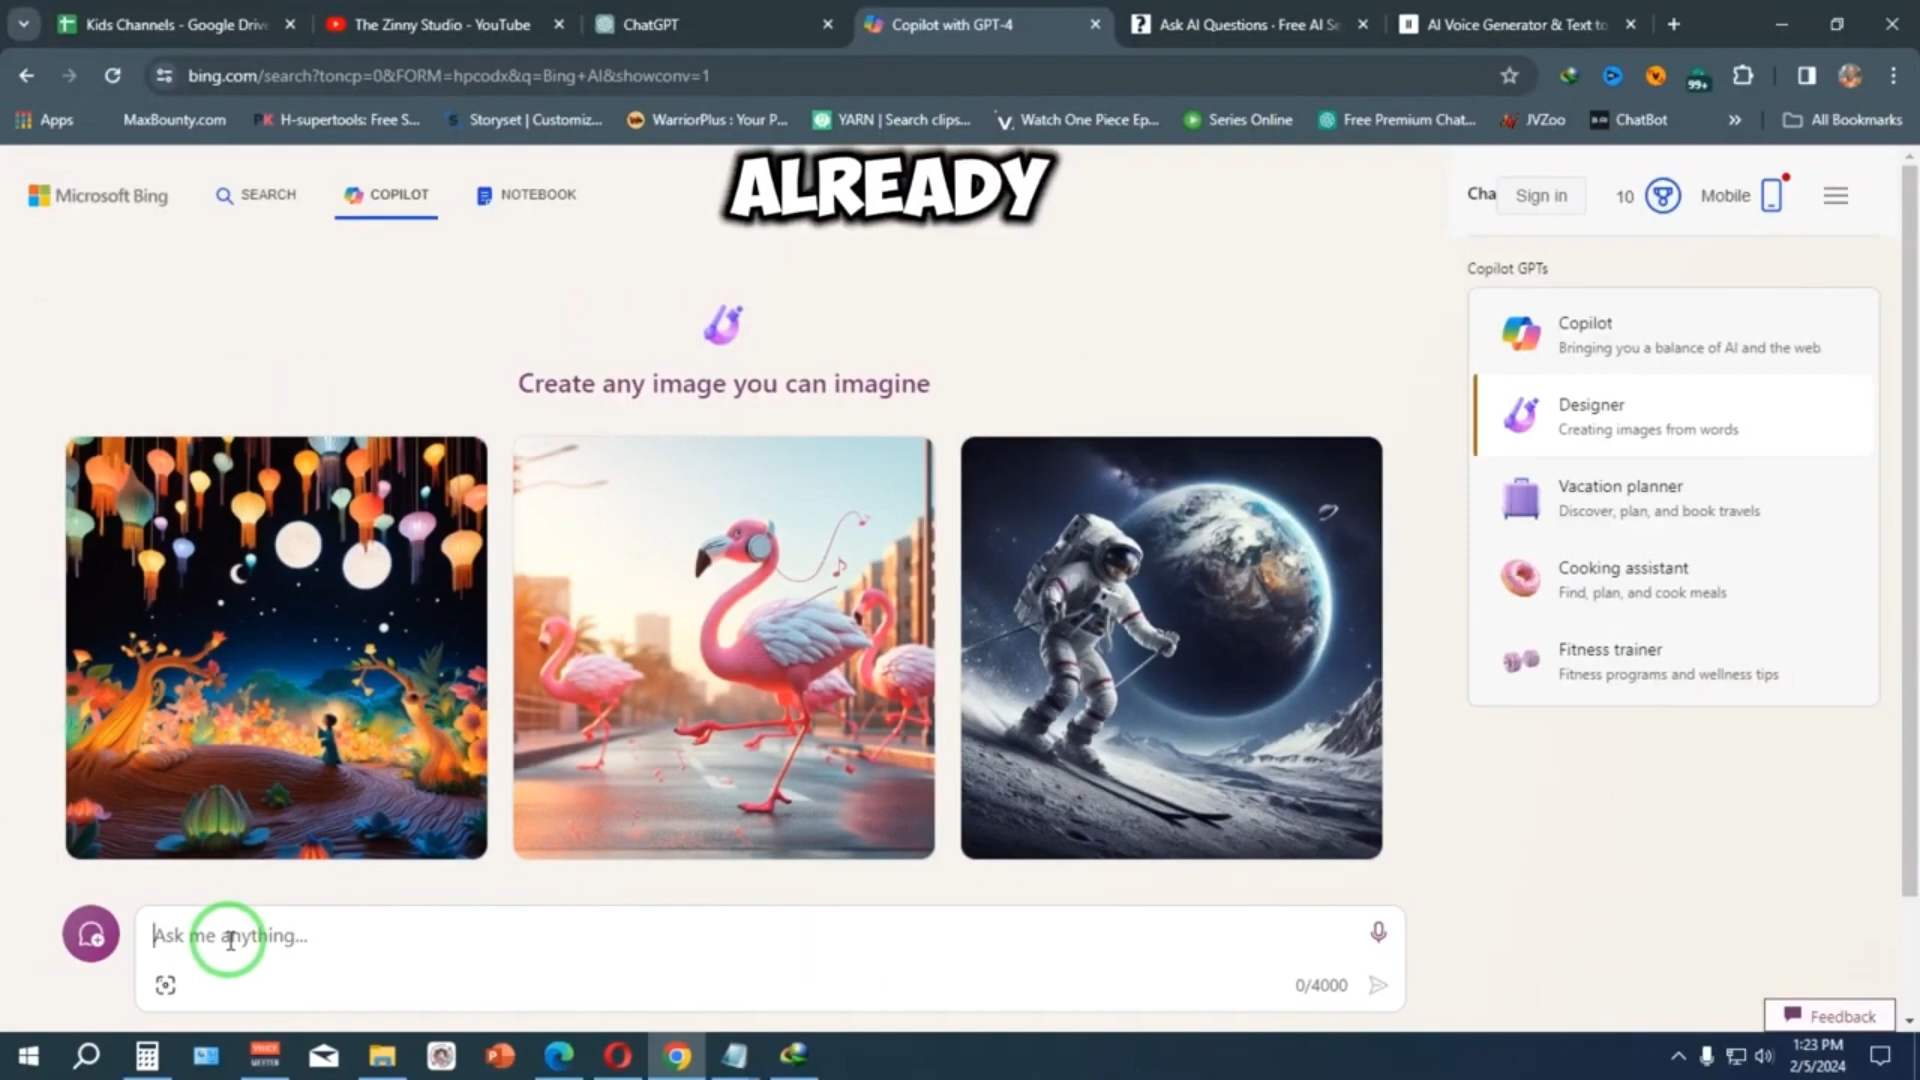 Kids Channels - Google Drive
The Zinny Studio - YouTube
ChatGPT
Copilot with GPT-4
Ask AI Questions · Free AI Se
AI Voice Generator & Text to
bing.com/search?toncp=0&FORM=hpcodx&q=Bing+AI&showconv=1
99+
Apps
MaxBounty.com
H-supertools: Free S...
Storyset | Customiz...
WarriorPlus : Your P...
YARN | Search clips...
Watch One Piece Ep...
Series Online
Free Premium Chat...
JVZoo
ChatBot
All Bookmarks
ALREADY
Microsoft Bing
SEARCH
COPILOT
NOTEBOOK
Cha
Sign in
10
Mobile
Create any image you can imagine
Copilot GPTs
Copilot
Bringing you a balance of AI and the web
Designer
Creating images from words
Vacation planner
Discover, plan, and book travels
Cooking assistant
Find, plan, and cook meals
Fitness trainer
Fitness programs and wellness tips
Ask me anything...
0/4000
Feedback
1:23 PM
2/5/2024